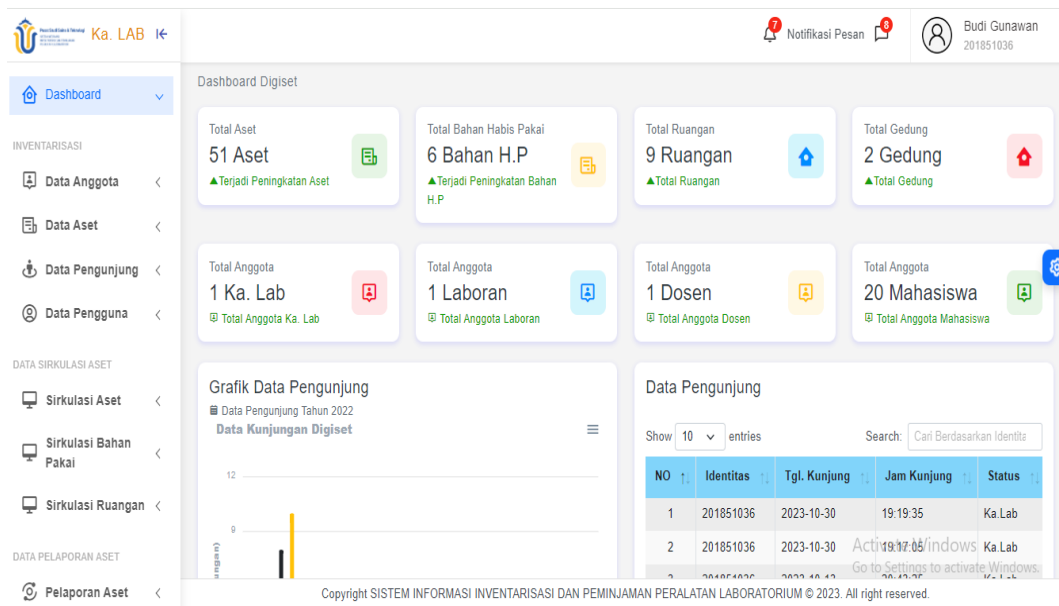 Ka. LAB
7
Notifikasi Pesan
8
Budi Gunawan
201851036
Dashboard
INVENTARISASI
Data Anggota
Data Aset
Data Pengunjung
Data Pengguna
DATA SIRKULASI ASET
Sirkulasi Aset
Sirkulasi Bahan
Pakai
Sirkulasi Ruangan
DATA PELAPORAN ASET
Pelaporan Aset
Dashboard Digiset
Total Aset
51 Aset
Terjadi Peningkatan Aset
Total Bahan Habis Pakai
6 Bahan H.P
Terjadi Peningkatan Bahan
H.P
Total Ruangan
9 Ruangan
Total Ruangan
Total Gedung
2 Gedung
Total Gedung
Total Anggota
1 Ka. Lab
Total Anggota Ka. Lab
Total Anggota
1 Laboran
Total Anggota Laboran
Total Anggota
1 Dosen
Total Anggota Dosen
Total Anggota
20 Mahasiswa
Total Anggota Mahasiswa
Grafik Data Pengunjung
Data Pengunjung Tahun 2022
Data Kunjungan Digiset
12
9
Data Pengunjung
Show 10 entries
Search: Cari Berdasarkan Identita
NO Identitas Tgl. Kunjung Jam Kunjung Status
1 201851036 2023-10-30 19:19:35 Ka.Lab
2 201851036 2023-10-30 19:17:05 Ka.Lab
Activate Windows
Go to Settings to activate Windows.
Copyright SISTEM INFORMASI INVENTARISASI DAN PEMINJAMAN PERALATAN LABORATORIUM © 2023. All right reserved.